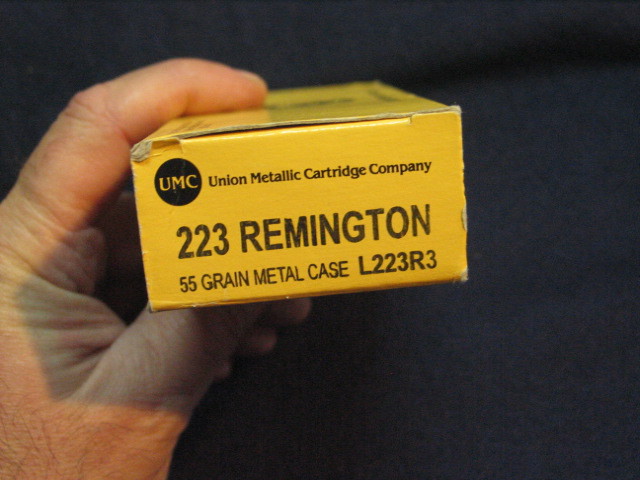 UMC Union Metallic Cartridge Company
223 REMINGTON
55 GRAIN METAL CASE L223R3